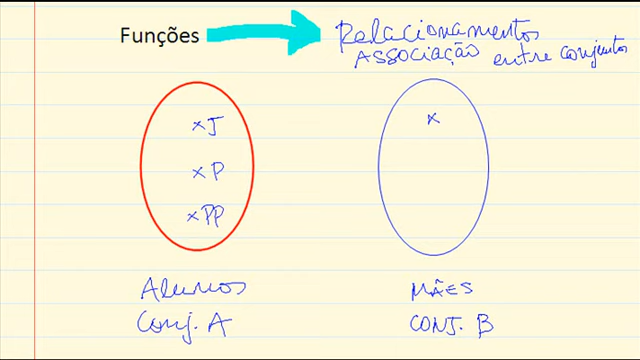 Funções
Relacionamentos
ASSOCIAÇÃO entre conjuntos
x J
x
x P
x PP
Alunos
MÃES
Conj. A
CONJ. B